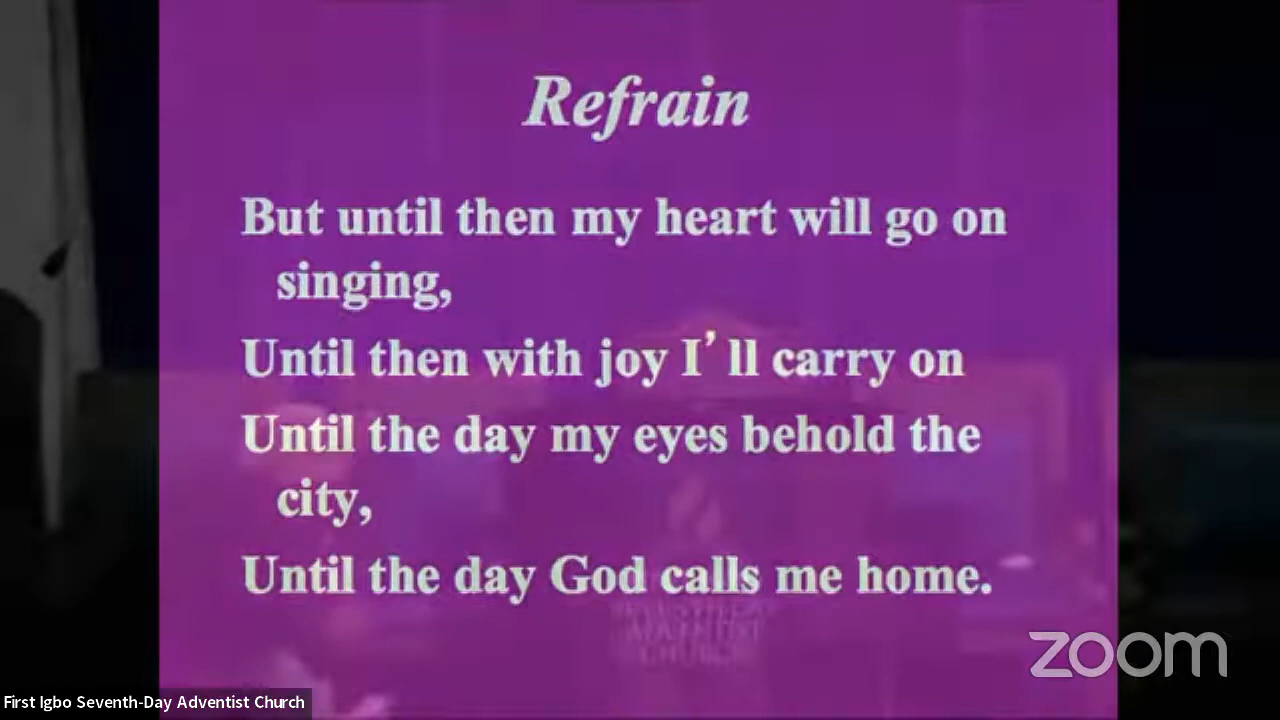 Refrain
But until then my heart will go on
singing,
Until then with joy I’ll carry on
Until the day my eyes behold the
city,
Until the day God calls me home.
ADVENTIST
CHURCH
zoom
First Igbo Seventh-Day Adventist Church